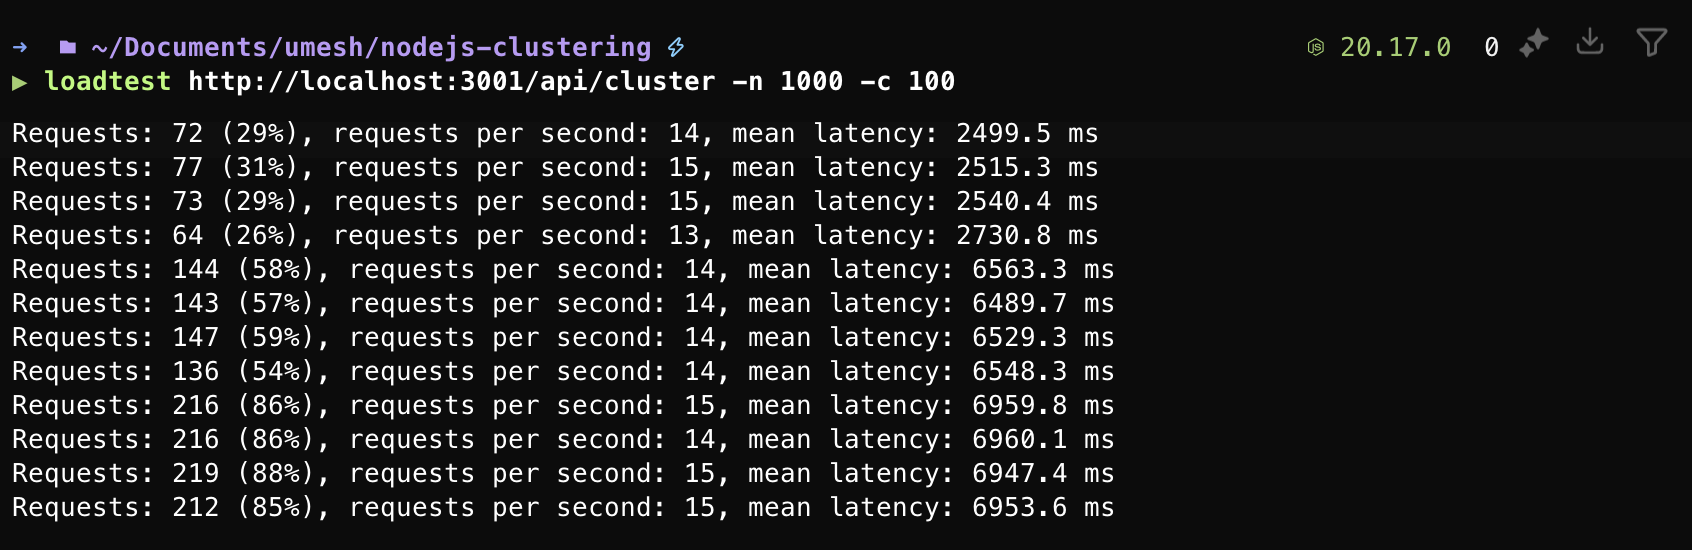 ➜ ~/Documents/umesh/nodejs-clustering ⚡ 20.17.0 0
▶ loadtest http://localhost:3001/api/cluster -n 1000 -c 100
Requests: 72 (29%), requests per second: 14, mean latency: 2499.5 ms
Requests: 77 (31%), requests per second: 15, mean latency: 2515.3 ms
Requests: 73 (29%), requests per second: 15, mean latency: 2540.4 ms
Requests: 64 (26%), requests per second: 13, mean latency: 2730.8 ms
Requests: 144 (58%), requests per second: 14, mean latency: 6563.3 ms
Requests: 143 (57%), requests per second: 14, mean latency: 6489.7 ms
Requests: 147 (59%), requests per second: 14, mean latency: 6529.3 ms
Requests: 136 (54%), requests per second: 14, mean latency: 6548.3 ms
Requests: 216 (86%), requests per second: 15, mean latency: 6959.8 ms
Requests: 216 (86%), requests per second: 14, mean latency: 6960.1 ms
Requests: 219 (88%), requests per second: 15, mean latency: 6947.4 ms
Requests: 212 (85%), requests per second: 15, mean latency: 6953.6 ms